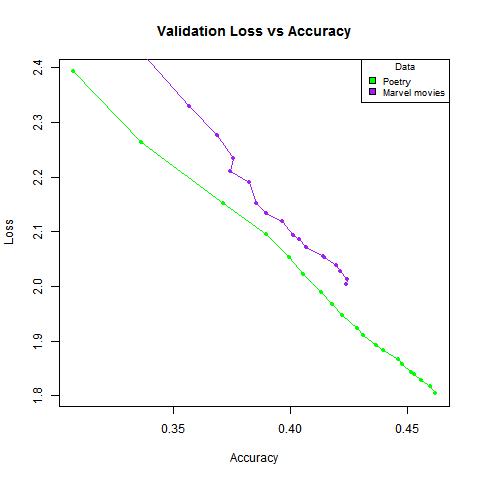 Validation Loss vs Accuracy
Data
Poetry
Marvel movies
2.4
2.3
2.2
2.1
2.0
1.9
1.8
Loss
0.35 0.40 0.45
Accuracy